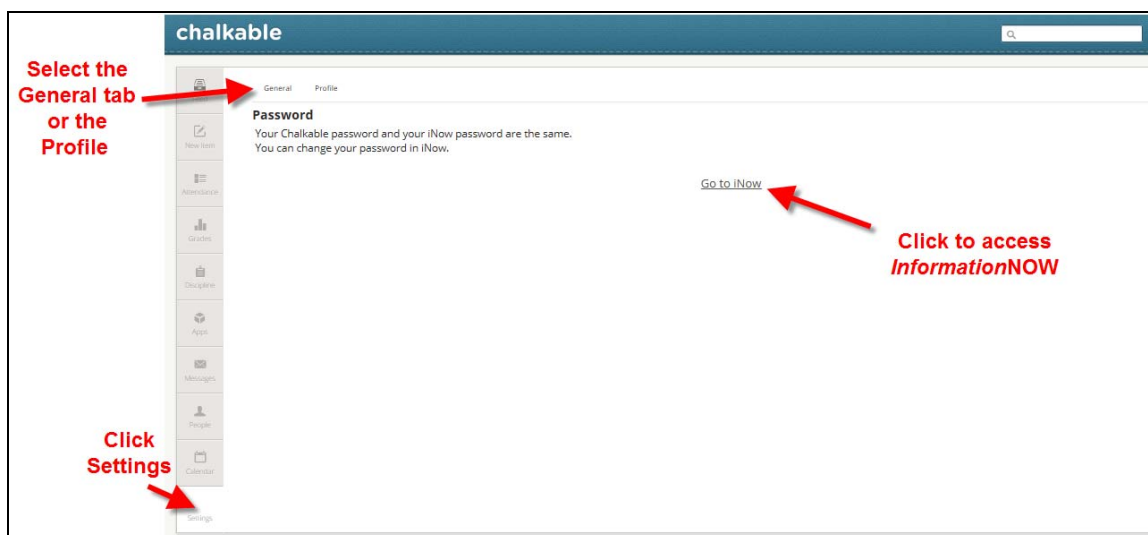 chalkable
Select the
General tab
or the
Profile
General Profile
Password
Your Chalkable password and your iNow password are the same.
You can change your password in iNow.
Go to iNow
Click to access
InformationNOW
New Item
Attendance
Grades
Discipline
Apps
Messages
People
Calendar
Click
Settings
Settings